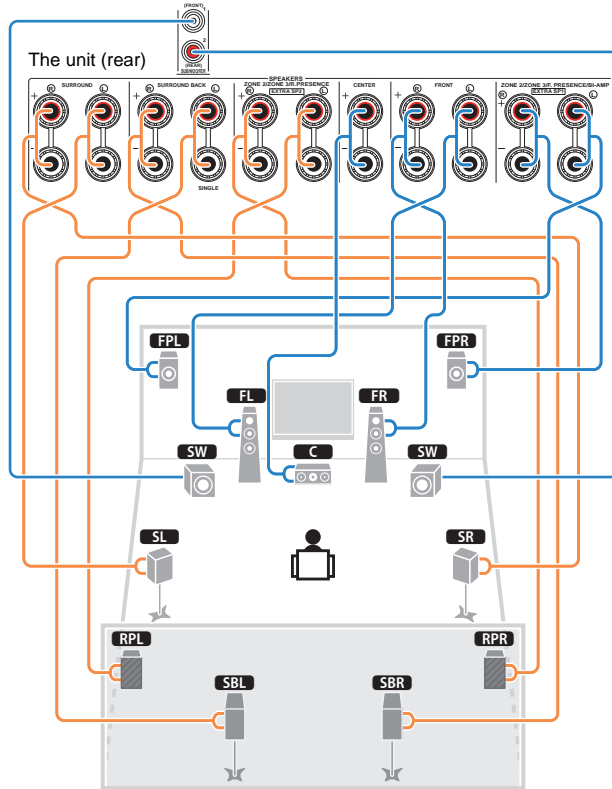 (FRONT) 1
2
(REAR)
SUBWOOFER
The unit (rear)
SPEAKERS
SURROUND
SURROUND BACK
ZONE 2/ZONE 3/R.PRESENCE
EXTRA SP2
CENTER
FRONT
ZONE 2/ZONE 3/F. PRESENCE/BI-AMP
EXTRA SP1
R L R L R L R L R L
+ + + + + +
- - - - - -
SINGLE
FPL FPR
FL FR
SW C SW
SL SR
RPL RPR
SBL SBR